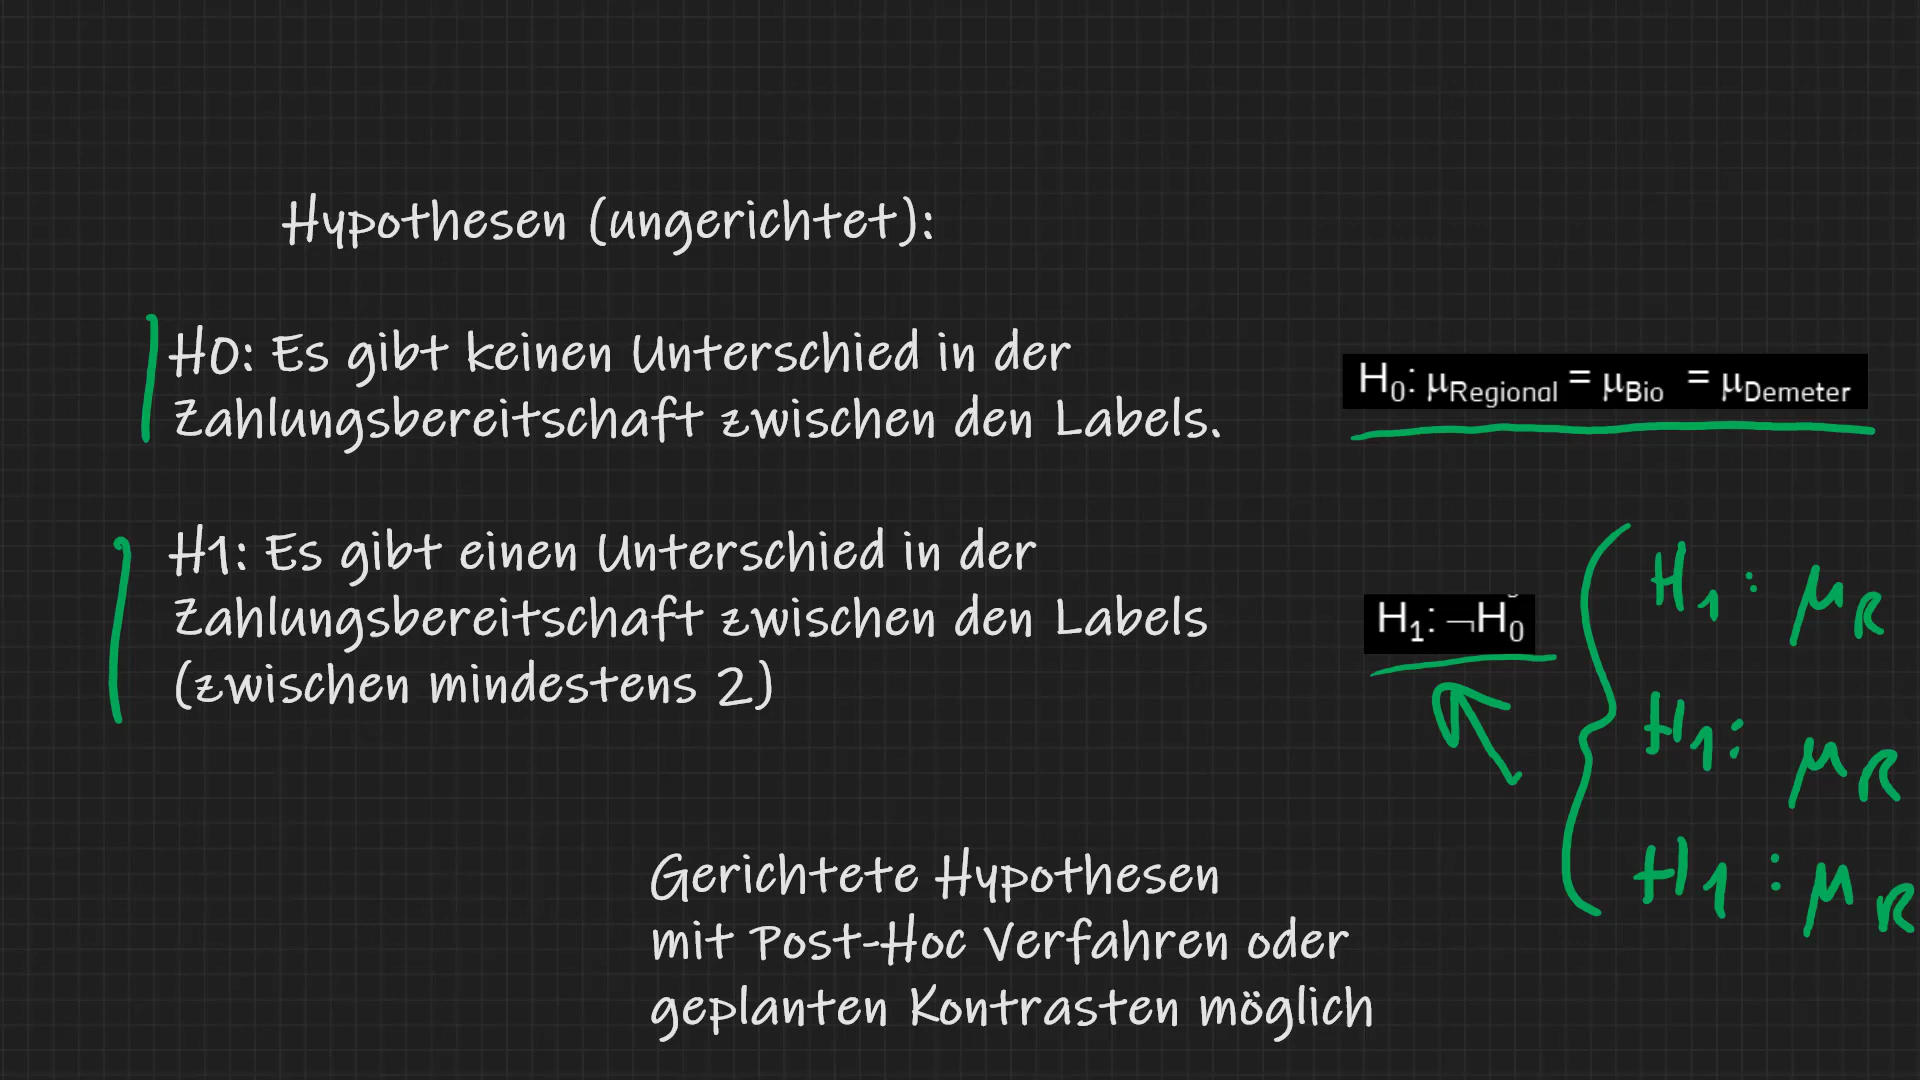 Hypothesen (ungerichtet):
H0: Es gibt keinen Unterschied in der
Zahlungsbereitschaft zwischen den Labels.
H₀: μRegional = μBio = μDemeter
H1: Es gibt einen Unterschied in der
Zahlungsbereitschaft zwischen den Labels
(zwischen mindestens 2)
H₁: ¬H₀
H₁: μR
H₁: μR
H₁: μR
Gerichtete Hypothesen
mit Post-Hoc Verfahren oder
geplanten Kontrasten möglich